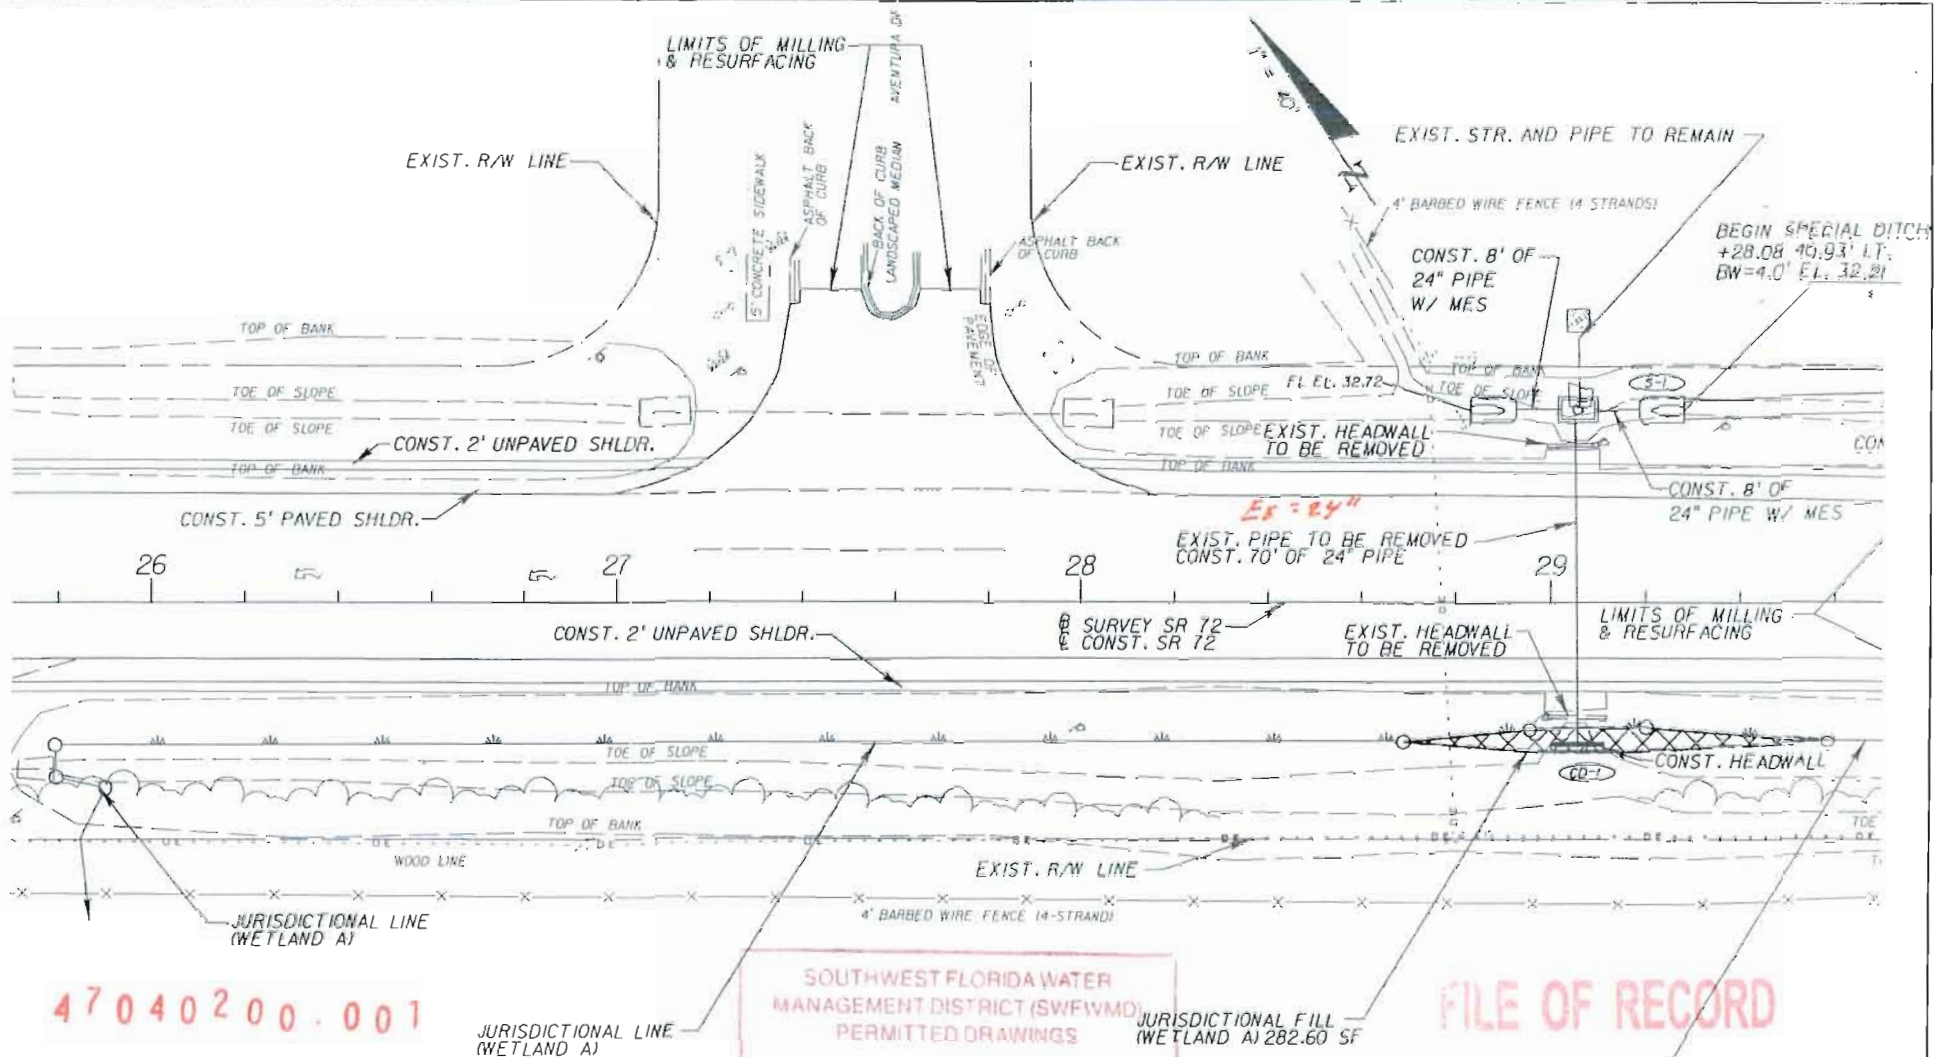 LIMITS OF MILLING
& RESURFACING
AVENTURA
1" = 40'
EXIST. R/W LINE
5' CONCRETE SIDEWALK
ASPHALT BACK
OF CURB
BACK OF CURB
LANDSCAPED MEDIAN
EXIST. R/W LINE
EXIST. STR. AND PIPE TO REMAIN
4' BARBED WIRE FENCE (4 STRANDS)
ASPHALT BACK
OF CURB
CONST. 8' OF
24" PIPE
W/ MES
BEGIN SPECIAL DITCH
+28.08 40.93' LT.
BW=4.0' EL. 32.21
EDGE OF
PAVEMENT
TOP OF BANK
TOP OF BANK
TOP OF BANK
TOE OF SLOPE
TOE OF SLOPE
FL EL. 32.72
TOE OF SLOPE
S-1
TOE OF SLOPE
TOE OF SLOPE
EXIST. HEADWALL
TO BE REMOVED
CONST. 2' UNPAVED SHLDR.
CON
TOP OF BANK
TOP OF BANK
CONST. 5' PAVED SHLDR.
CONST. 8' OF
24" PIPE W/ MES
Ex = 24"
EXIST. PIPE TO BE REMOVED
CONST. 70' OF 24" PIPE
26
27
28
29
CONST. 2' UNPAVED SHLDR.
B SURVEY SR 72
C CONST. SR 72
EXIST. HEADWALL
TO BE REMOVED
LIMITS OF MILLING
& RESURFACING
TOP OF BANK
TOE OF SLOPE
TOE OF SLOPE
CONST. HEADWALL
CD-1
TOP OF BANK
TOE
WOOD LINE
EXIST. R/W LINE
4' BARBED WIRE FENCE (4-STRAND)
JURISDICTIONAL LINE
(WETLAND A)
47040200.001
JURISDICTIONAL LINE
(WETLAND A)
SOUTHWEST FLORIDA WATER
MANAGEMENT DISTRICT (SWFWMD)
PERMITTED DRAWINGS
JURISDICTIONAL FILL
(WETLAND A) 282.60 SF
FILE OF RECORD